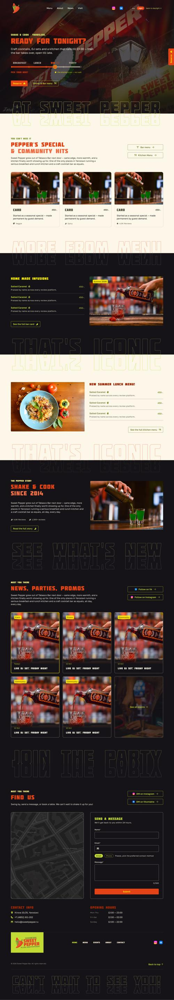 Menu About News Visit
day night back to daylight
SHAKE & COOK · YAROSLAVL
READY FOR TONIGHT?
Craft cocktails, DJ sets and a kitchen that runs till 23:00 — then
the bar takes over, open till late.
BREAKFAST LUNCH PARTY
PICK YOUR HEAT!
the kitchen's on — no rush
Reserve
Dinner & Bar menu
Reserve
AT SWEET PEPPER
YOU CAN'T MISS IT
PEPPER'S SPECIAL
& COMMUNITY HITS
Sweet Pepper grew out of Tabasco Bar next door — same edge, more warmth, and a
kitchen finally worth showing up for. One of the only places in Yaroslavl running a
serious breakfast-and-lunch kitchen and a craft cocktail bar as equals.
Bar menu
Kitchen Menu
CARD 450-.
Started as a seasonal special — made
permanent by guest demand.
Veggie
CARD 450-.
Started as a seasonal special — made
permanent by guest demand.
Spicy
CARD 450-.
Started as a seasonal special — made
permanent by guest demand.
4,6K Reviews
MORE FROM MENU
HOME MADE INFUSIONS
Salted Caramel 450-.
Praised by name across every review platform.
Salted Caramel 450-.
Praised by name across every review platform.
Salted Caramel 450-.
Praised by name across every review platform.
See the full bar card
Summer 2026!
THAT'S ICONIC
NEW SUMMER LUNCH MENU!
Salted Caramel 450-.
Praised by name across every review platform.
Salted Caramel 450-.
Praised by name across every review platform.
Salted Caramel 450-.
Praised by name across every review platform.
See the full kitchen menu
THAT'S ICONIC
THE PEPPER STORY
SHAKE & COOK
SINCE 2014
Sweet Pepper grew out of Tabasco Bar next door — same edge, more
warmth, and a kitchen finally worth showing up for. One of the only
places in Yaroslavl running a serious breakfast-and-lunch kitchen and
a craft cocktail bar as equals, all day, every day.
4,6K Reviews 1,300+ reviews
Read the full story
SEE WHAT'S NEW
MEET YOU THERE
NEWS, PARTIES, PROMOS
Sweet Pepper grew out of Tabasco Bar next door — same edge, more warmth, and a
kitchen finally worth showing up for. One of the only places in Yaroslavl running a
serious breakfast-and-lunch kitchen and a craft cocktail bar as equals, all day,
every day.
Follow on Vk
Follow on Instagram
Event
Today!
LIVE DJ SET: FRIDAY NIGHT
Promo
12 Oct
LIVE DJ SET: FRIDAY NIGHT
Community
12 Oct
LIVE DJ SET: FRIDAY NIGHT
Community
12 Oct
LIVE DJ SET: FRIDAY NIGHT
Community
12 Oct
LIVE DJ SET: FRIDAY NIGHT
See all events
JOIN THE PARTY
MEET YOU THERE
FIND US
Swing by, send a message, or book a table. We can't wait to shake it up for you!
DM on Instagram
DM on Vkontakte
SEND A MESSAGE
We'll get back to you within 24 hours.
Name*
Email*
Email Phone Please, pick the preferred contact method
Message*
0/500
Submit
CONTACT INFO
Kirova 10/25, Yaroslavl
+7 (4852) 911-202
hello@sweetpepper.ru
OPENING HOURS
Mon–Thu 12:00 — 23:00
Fri–Sat 12:00 — 02:00
Sunday 12:00 — 22:00
SWEET
PEPPER
HOME MENU EVENTS ABOUT CONTACT
© 2026 Sweet Pepper Bar. All rights reserved.
Back to top
CAN'T WAIT TO SEE YOU!